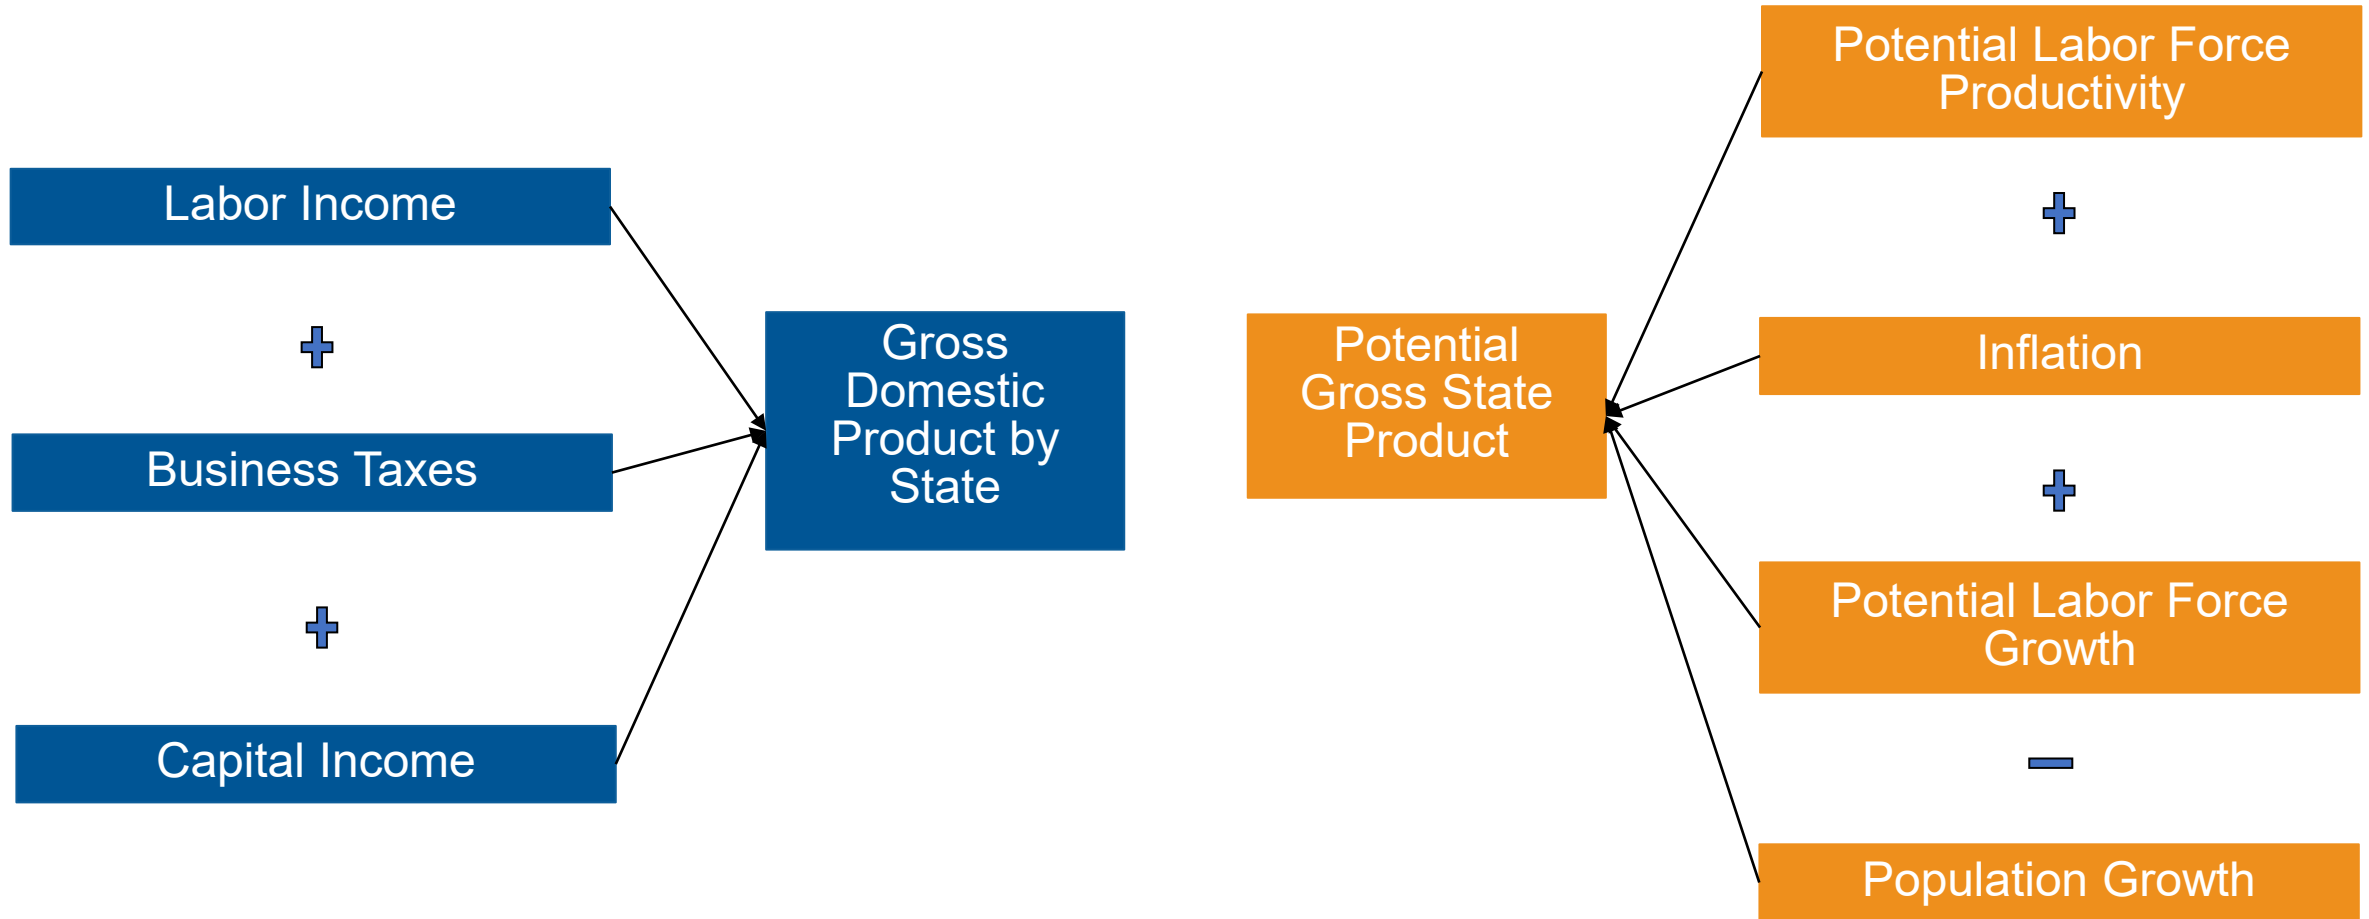 Labor Income
Business Taxes
Capital Income
Gross
Domestic
Product by
State
Potential
Gross State
Product
Potential Labor Force
Productivity
Inflation
Potential Labor Force
Growth
Population Growth